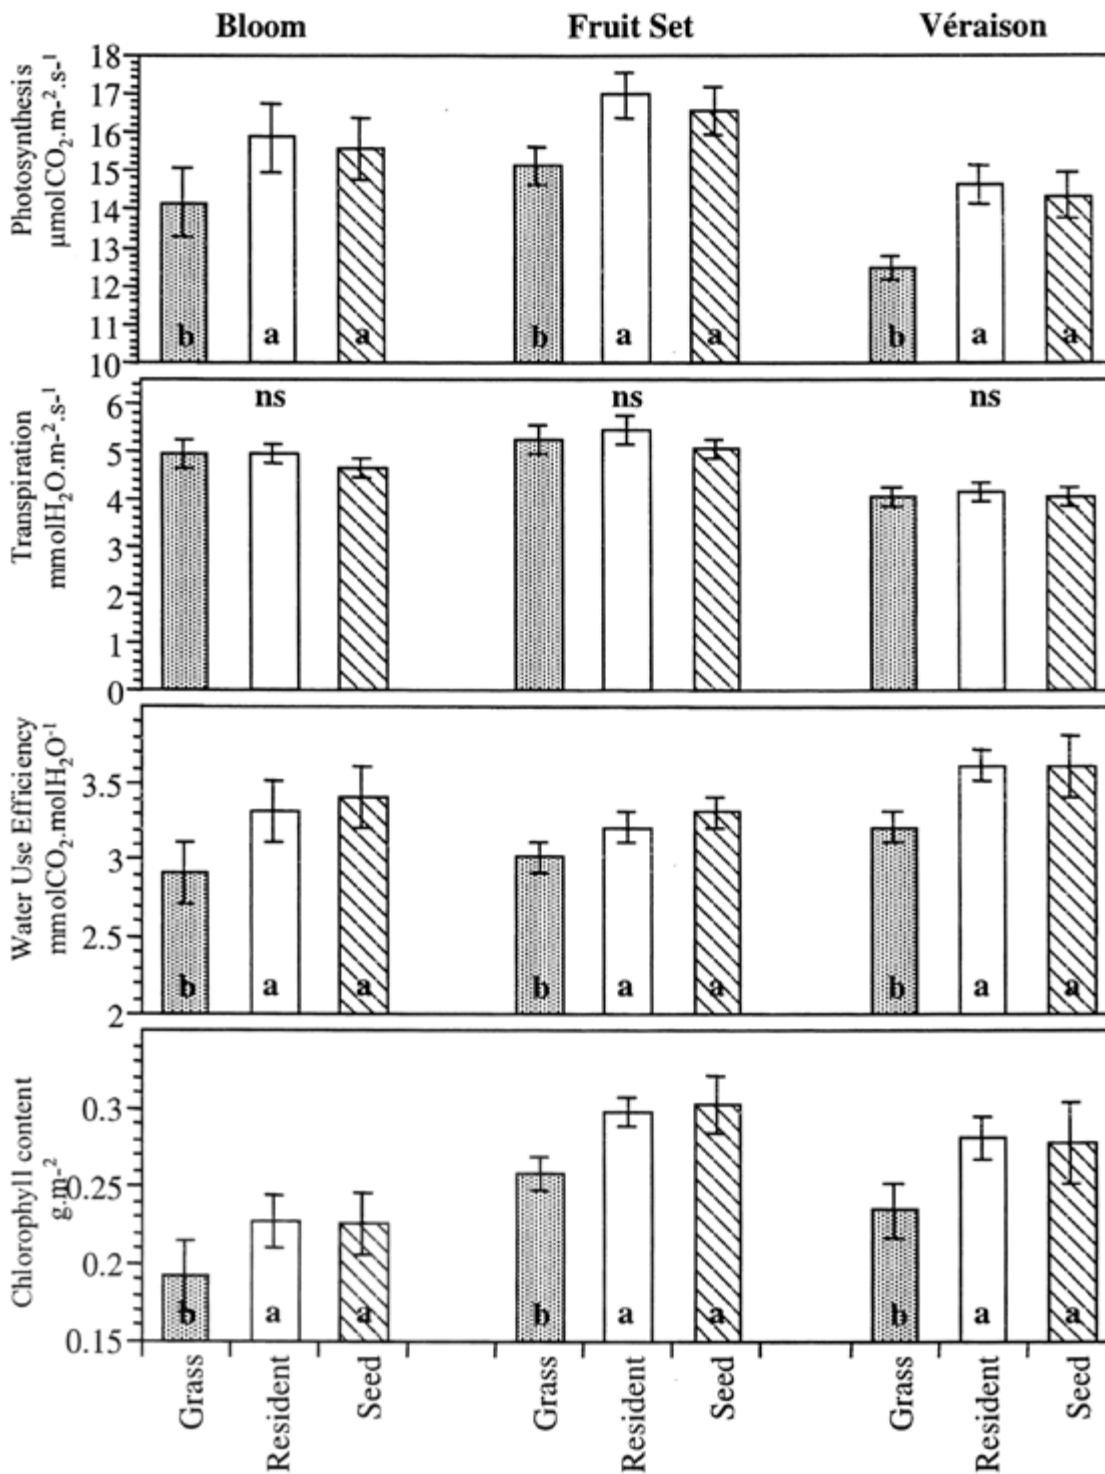 Bloom Fruit Set Véraison
Photosynthesis
µmolCO₂.m-².s-¹
18
17
16
15
14
13
12
11
10
b a a b a a b a a
Transpiration
mmolH₂O.m-².s-¹
6
5
4
3
2
1
0
ns ns ns
Water Use Efficiency
mmolCO₂.molH₂O⁻¹
3.5
3
2.5
2
b a a b a a b a a
Chlorophyll content
g.m-²
0.3
0.25
0.2
0.15
b a a b a a b a a
Grass Resident Seed Grass Resident Seed Grass Resident Seed